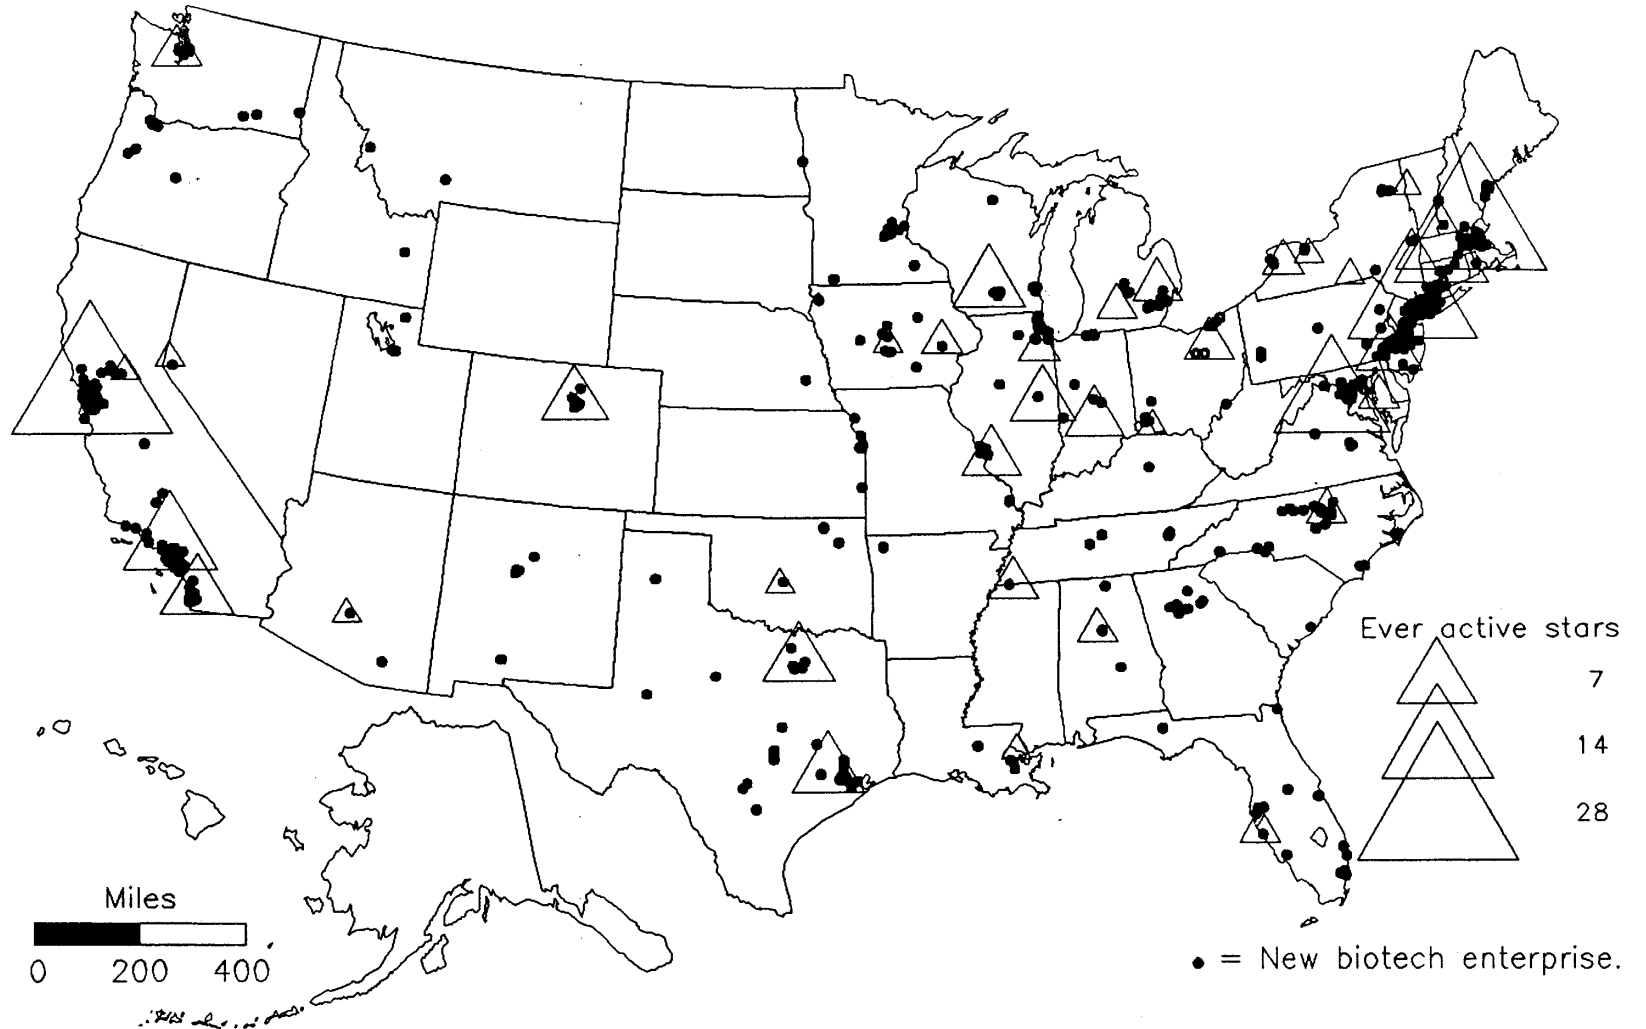 Ever active stars
7
14
28
Miles
0 200 400
= New biotech enterprise.